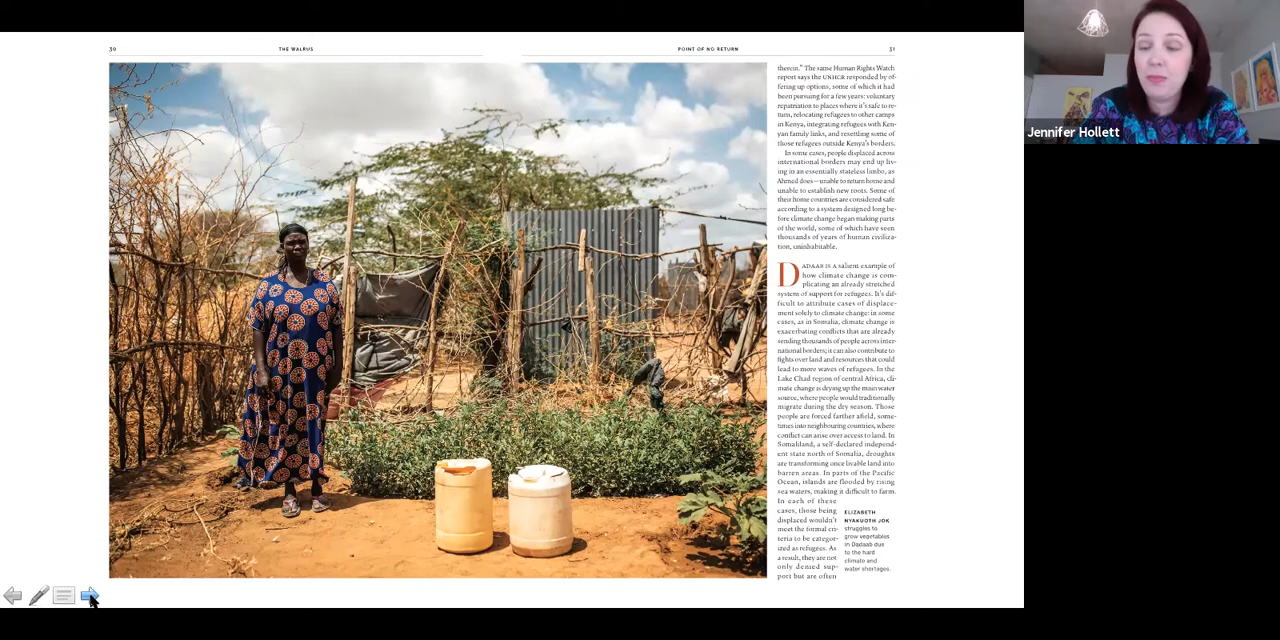 30
THE WALRUS
POINT OF NO RETURN
31
therein." The same Human Rights Watch
report says the UNHCR responded by of-
fering up options, some of which it had
been pursuing for a few years: voluntary
repatriation to places where it's safe to re-
turn, relocating refugees to other camps
in Kenya, integrating refugees with Ken-
yan family links, and resettling some of
those refugees outside Kenya's borders.
In some cases, people displaced across
international borders may end up liv-
ing in an essentially stateless limbo, as
Ahmed does—unable to return home and
unable to establish new roots. Some of
their home countries are considered safe
according to a system designed long be-
fore climate change began making parts
of the world, some of which have seen
thousands of years of human civiliza-
tion, uninhabitable.
DADAAB IS A salient example of
how climate change is com-
plicating an already stretched
system of support for refugees. It's dif-
ficult to attribute cases of displace-
ment solely to climate change: in some
cases, as in Somalia, climate change is
exacerbating conflicts that are already
sending thousands of people across inter-
national borders; it can also contribute to
fights over land and resources that could
lead to more waves of refugees. In the
Lake Chad region of central Africa, cli-
mate change is drying up the main water
source, where people would traditionally
migrate during the dry season. Those
people are forced farther afield, some-
times into neighbouring countries, where
conflict can arise over access to land. In
Somaliland, a self-declared independ-
ent state north of Somalia, droughts
are transforming once livable land into
barren areas. In parts of the Pacific
Ocean, islands are flooded by rising
sea waters, making it difficult to farm.
In each of these
cases, those being
displaced wouldn't
meet the formal cri-
teria to be categor-
ized as refugees. As
a result, they are not
only denied sup-
port but are often
ELIZABETH
NYAKUOTH JOK
struggles to
grow vegetables
in Dadaab due
to the hard
climate and
water shortages.
Jennifer Hollett